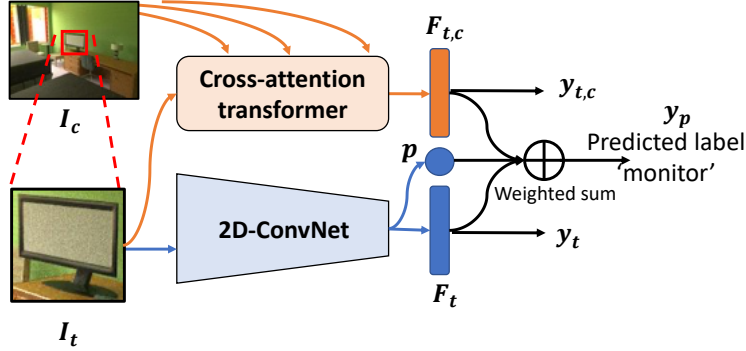 F_{t,c}
Cross-attention
transformer
y_{t,c}
I_c
y_p
Predicted label
'monitor'
p
Weighted sum
2D-ConvNet
y_t
F_t
I_t